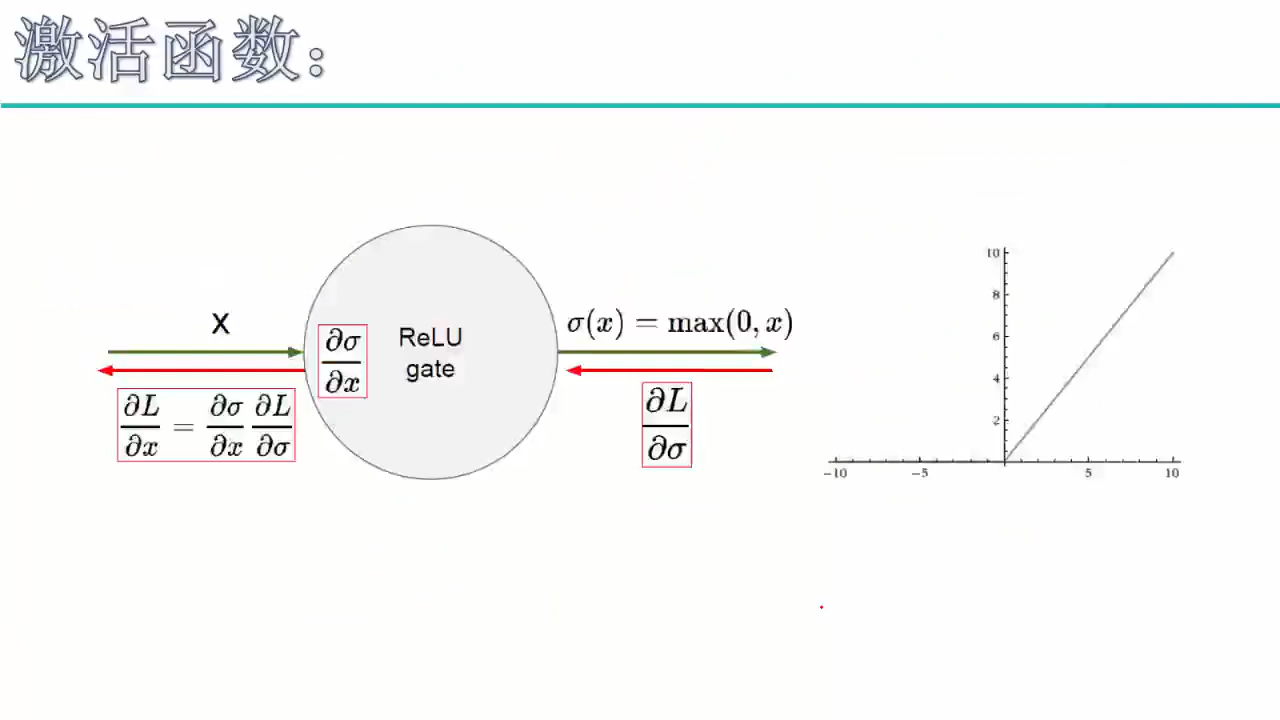 激活函数:
X
∂σ/∂x
ReLU
gate
σ(x) = max(0, x)
∂L/∂x = ∂σ/∂x ∂L/∂σ
∂L/∂σ
10
8
6
4
2
−10 −5 5 10